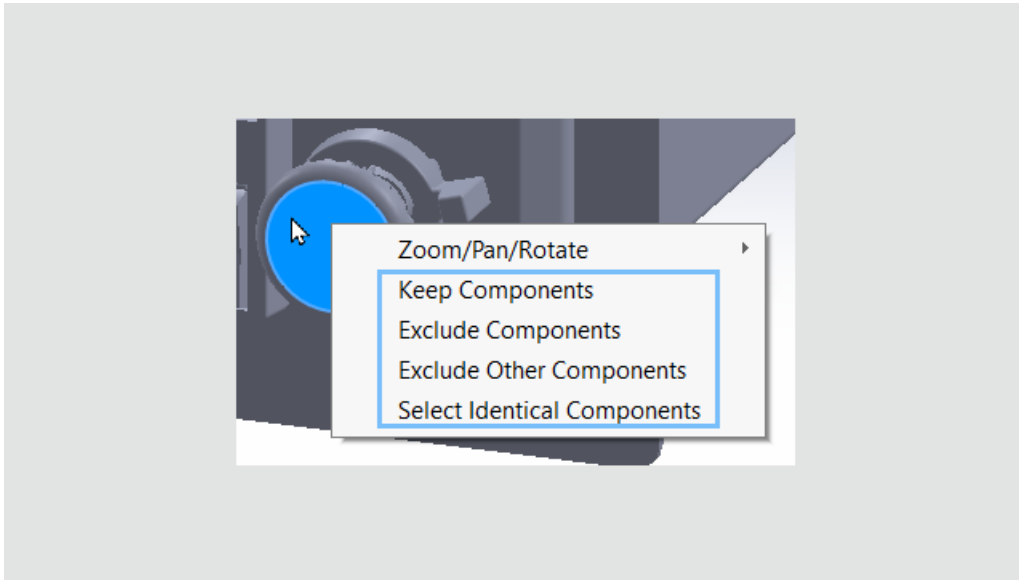 Zoom/Pan/Rotate
Keep Components
Exclude Components
Exclude Other Components
Select Identical Components